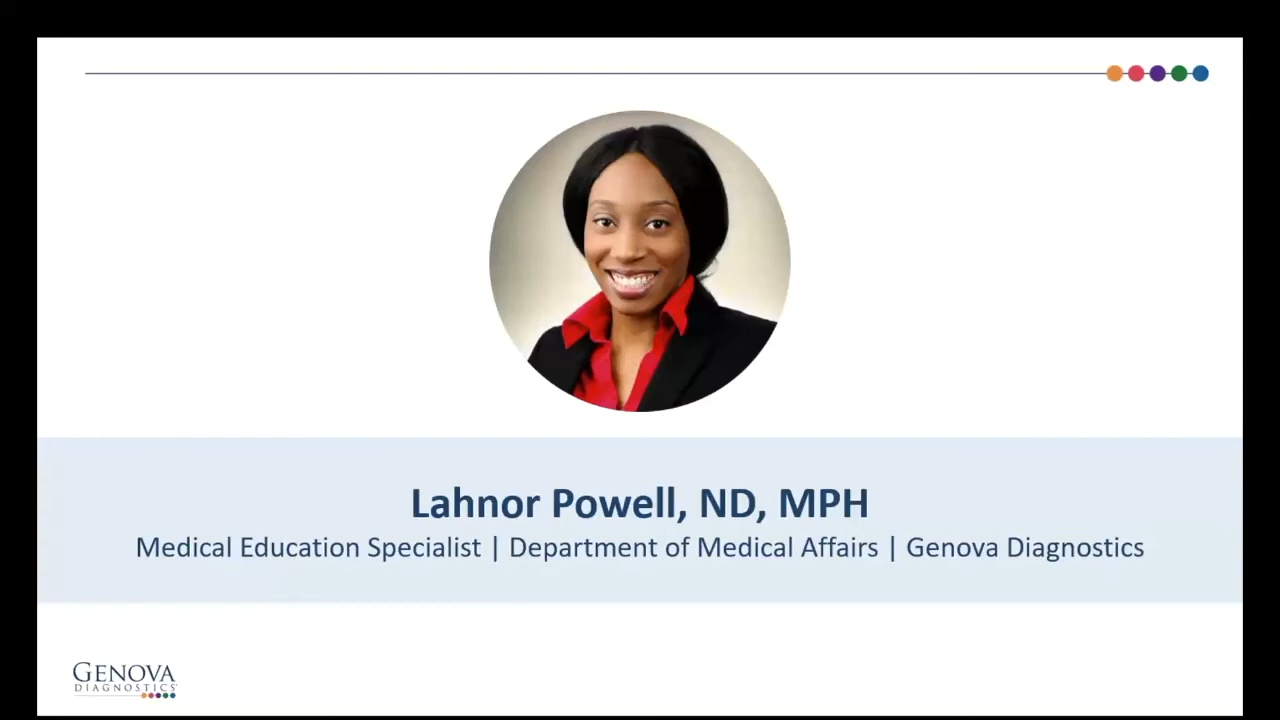 Lahnor Powell, ND, MPH
Medical Education Specialist | Department of Medical Affairs | Genova Diagnostics
GENOVA
DIAGNOSTICS